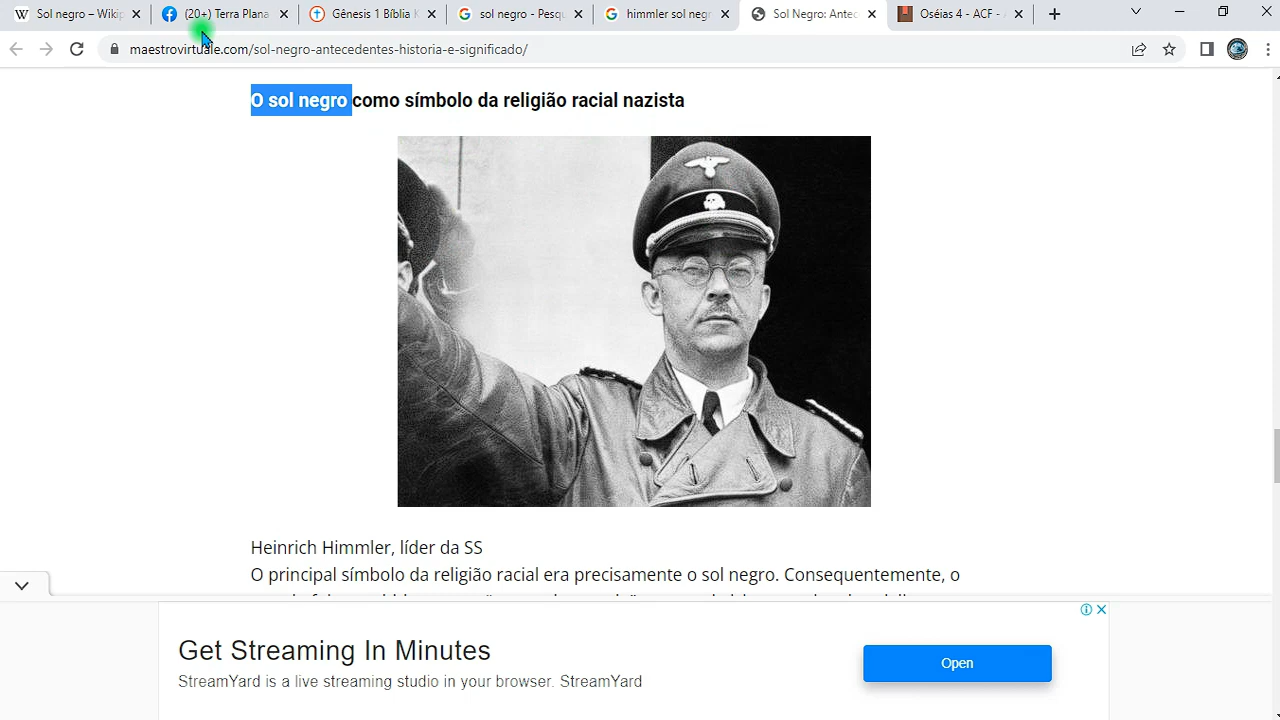 Sol negro – Wikip
(20+) Terra Plana
Gênesis 1 Bíblia K
sol negro - Pesqu
himmler sol negr
Sol Negro: Antec
Oséias 4 - ACF - A
maestrovirtuale.com/sol-negro-antecedentes-historia-e-significado/
O sol negro como símbolo da religião racial nazista
Heinrich Himmler, líder da SS
O principal símbolo da religião racial era precisamente o sol negro. Consequentemente, o
Get Streaming In Minutes
StreamYard is a live streaming studio in your browser. StreamYard
Open